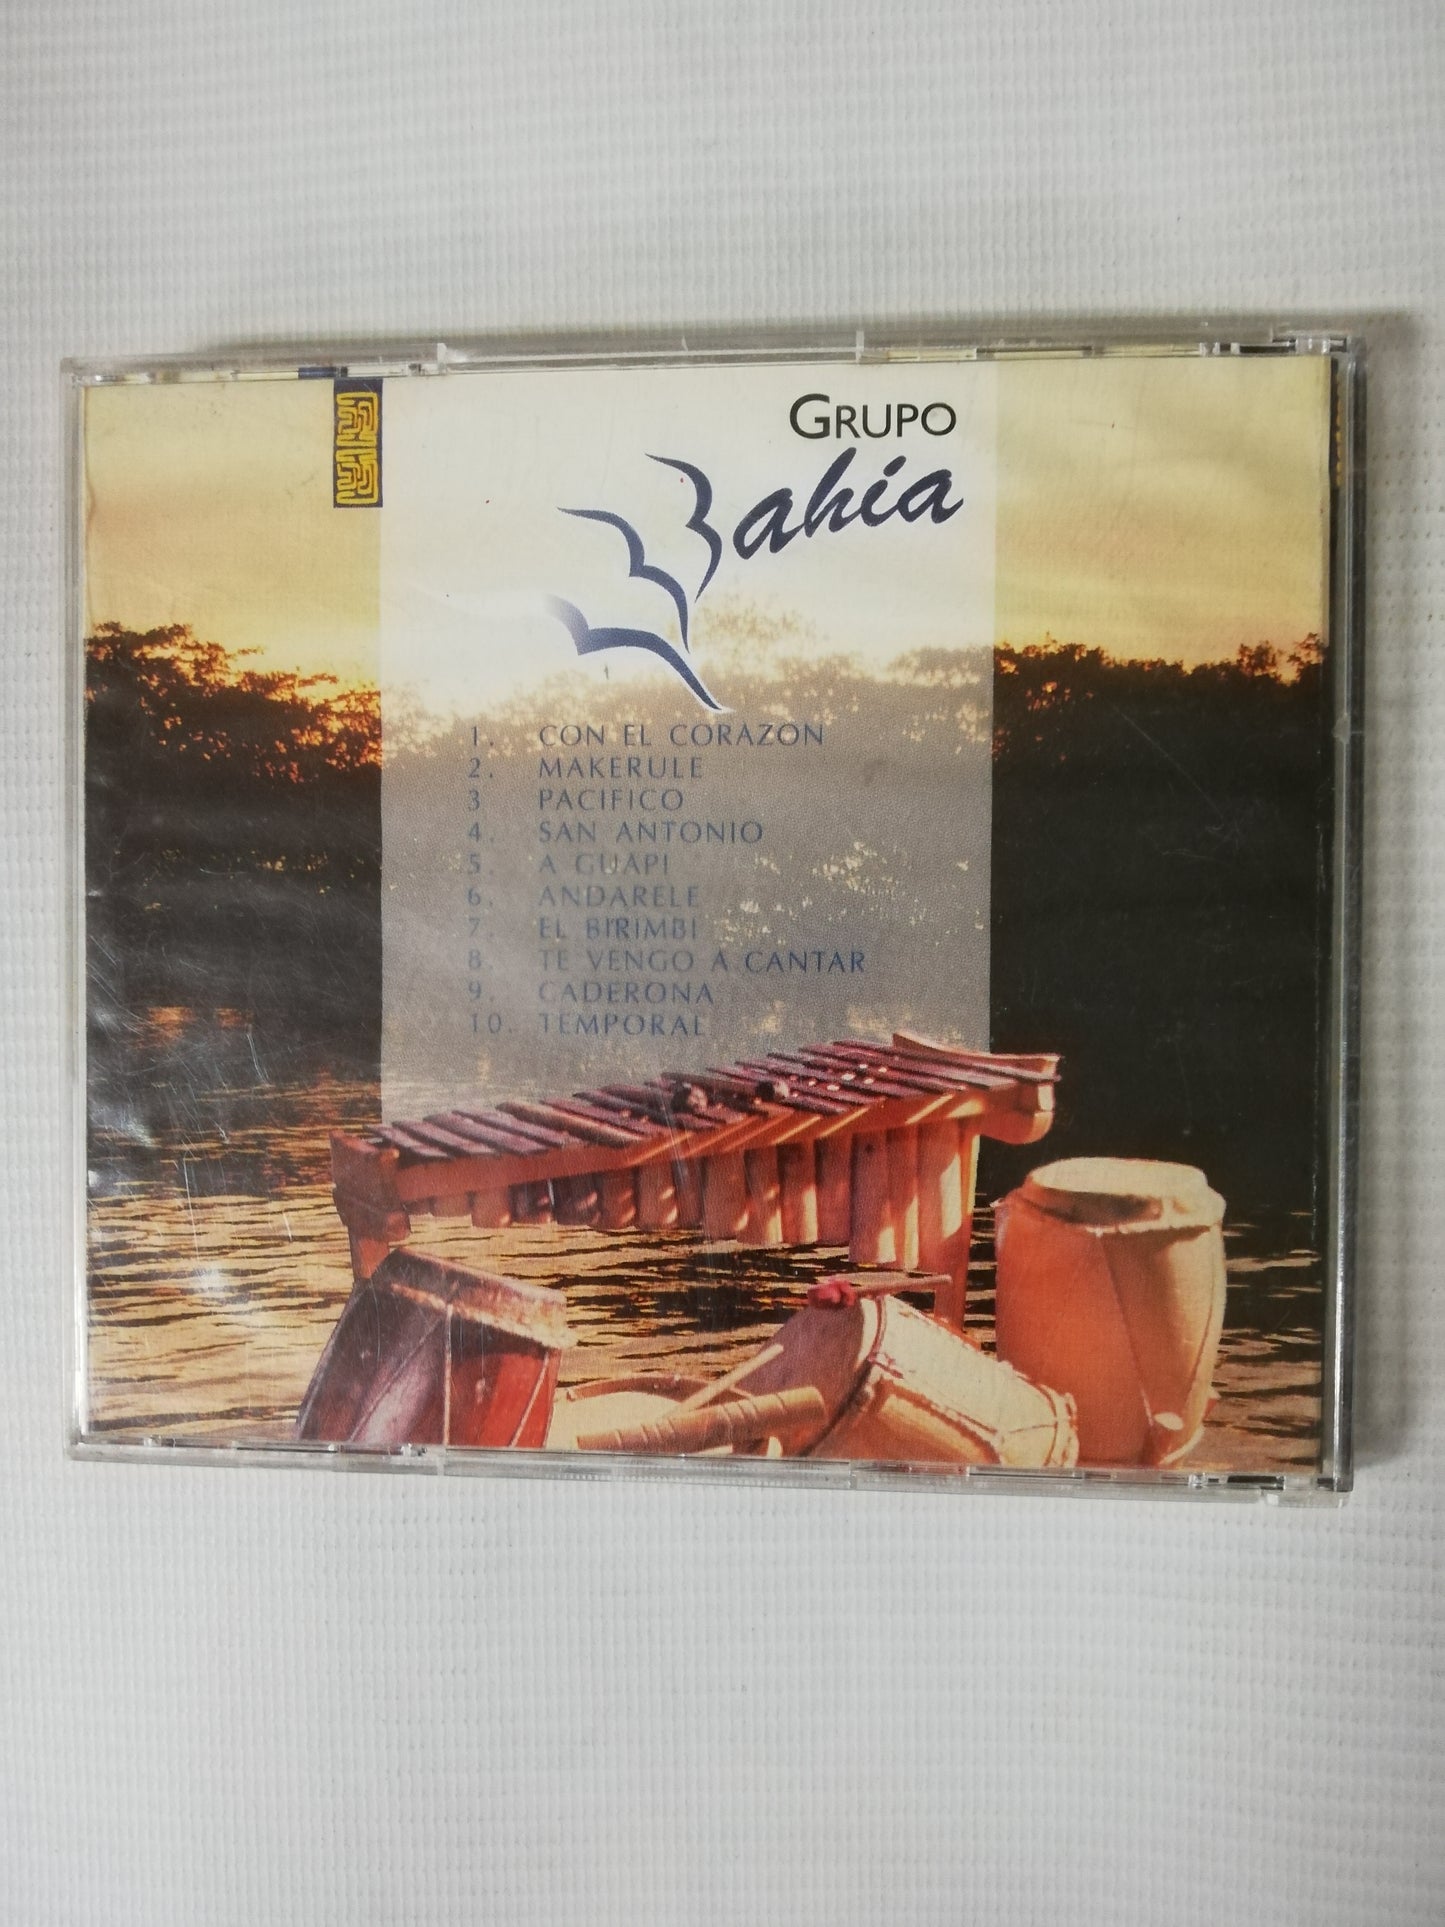 GRUPO
Bahia
1. CON EL CORAZON
2. MAKERULE
3 PACIFICO
4. SAN ANTONIO
5. A GUAPI
6. ANDARELE
7. EL BIRIMBI
8. TE VENGO A CANTAR
9. CADERONA
10. TEMPORAL